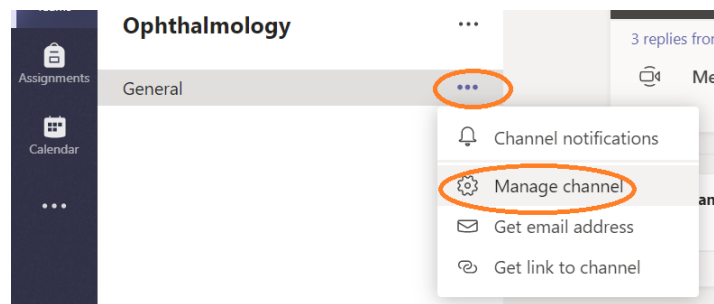 Assignments
Calendar
Ophthalmology
General
Channel notifications
Manage channel
Get email address
Get link to channel
3 replies from
Me
an